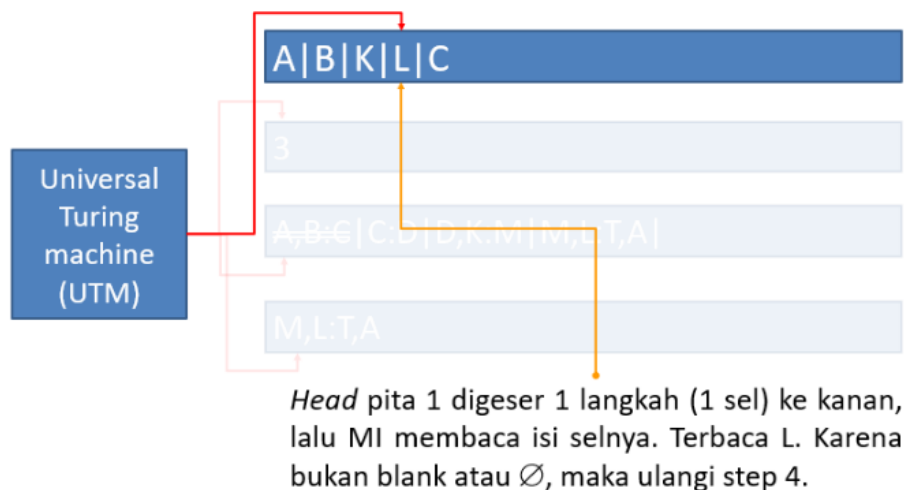 A|B|K|L|C
3
Universal
Turing
machine
(UTM)
A,B:C|C:D|D,K:M|M,L:T,A|
M,L:T,A
Head pita 1 digeser 1 langkah (1 sel) ke kanan,
lalu MI membaca isi selnya. Terbaca L. Karena
bukan blank atau ∅, maka ulangi step 4.